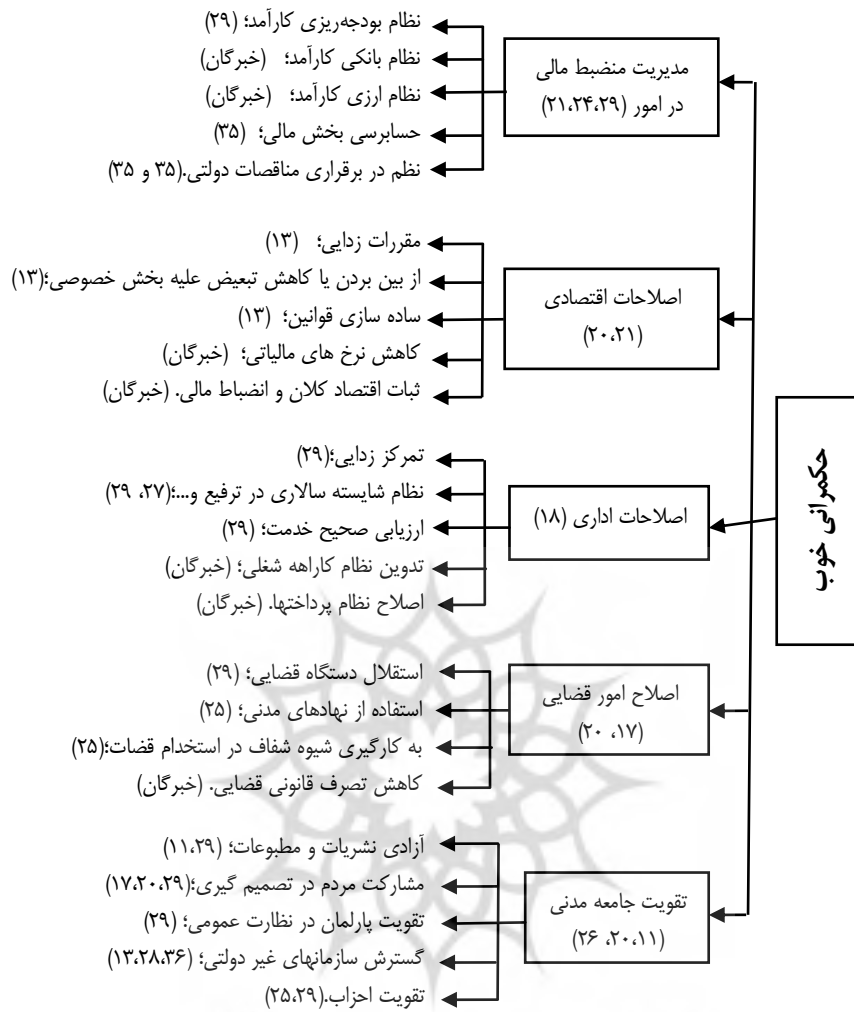 حکمرانی خوب
مدیریت منضبط مالی
در امور (۲۱،۲۴،۲۹)
نظام بودجه‌ریزی کارآمد؛ (۲۹)
نظام بانکی کارآمد؛ (خبرگان)
نظام ارزی کارآمد؛ (خبرگان)
حسابرسی بخش مالی؛ (۳۵)
نظم در برقراری مناقصات دولتی.(۳۵ و ۳۵)
اصلاحات اقتصادی
(۲۰،۲۱)
مقررات زدایی؛ (۱۳)
از بین بردن یا کاهش تبعیض علیه بخش خصوصی؛(۱۳)
ساده سازی قوانین؛ (۱۳)
کاهش نرخ های مالیاتی؛ (خبرگان)
ثبات اقتصاد کلان و انضباط مالی. (خبرگان)
اصلاحات اداری (۱۸)
تمرکز زدایی؛(۲۹)
نظام شایسته سالاری در ترفیع و...؛(۲۷، ۲۹)
ارزیابی صحیح خدمت؛ (۲۹)
تدوین نظام کاراهه شغلی؛ (خبرگان)
اصلاح نظام پرداختها. (خبرگان)
اصلاح امور قضایی
(۱۷، ۲۰)
استقلال دستگاه قضایی؛ (۲۹)
استفاده از نهادهای مدنی؛ (۲۵)
به کارگیری شیوه شفاف در استخدام قضات؛(۲۵)
کاهش تصرف قانونی قضایی. (خبرگان)
تقویت جامعه مدنی
(۲۰،۱۱، ۲۶)
آزادی نشریات و مطبوعات؛ (۱۱،۲۹)
مشارکت مردم در تصمیم گیری؛(۱۷،۲۰،۲۹)
تقویت پارلمان در نظارت عمومی؛ (۲۹)
گسترش سازمانهای غیر دولتی؛ (۱۳،۲۸،۳۶)
تقویت احزاب.(۲۵،۲۹)